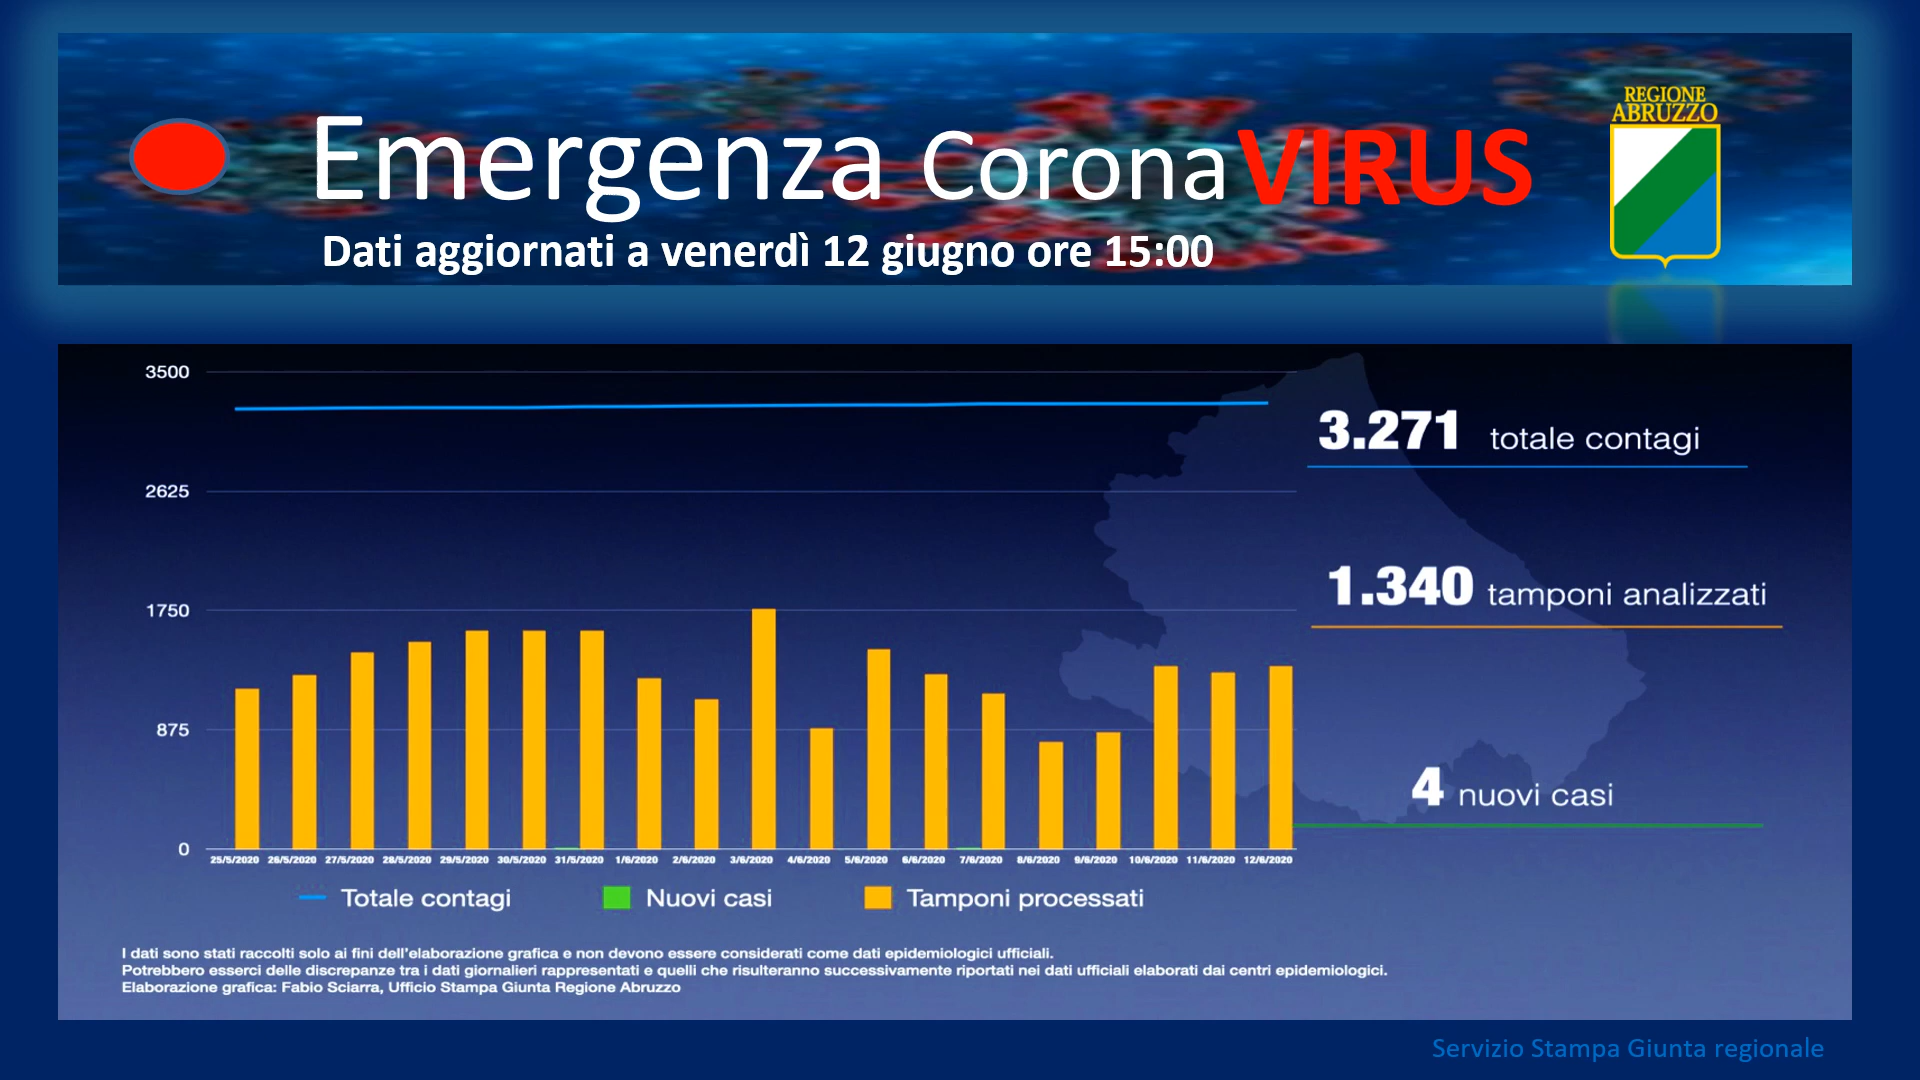 Emergenza CoronaVIRUS
Dati aggiornati a venerdì 12 giugno ore 15:00
REGIONE
ABRUZZO
3500
2625
1750
875
0
3.271 totale contagi
1.340 tamponi analizzati
4 nuovi casi
25/5/2020 26/5/2020 27/5/2020 28/5/2020 29/5/2020 30/5/2020 31/5/2020 1/6/2020 2/6/2020 3/6/2020 4/6/2020 5/6/2020 6/6/2020 7/6/2020 8/6/2020 9/6/2020 10/6/2020 11/6/2020 12/6/2020
Totale contagi Nuovi casi Tamponi processati
I dati sono stati raccolti solo ai fini dell'elaborazione grafica e non devono essere considerati come dati epidemiologici ufficiali.
Potrebbero esserci delle discrepanze tra i dati giornalieri rappresentati e quelli che risulteranno successivamente riportati nei dati ufficiali elaborati dai centri epidemiologici.
Elaborazione grafica: Fabio Sciarra, Ufficio Stampa Giunta Regione Abruzzo
Servizio Stampa Giunta regionale